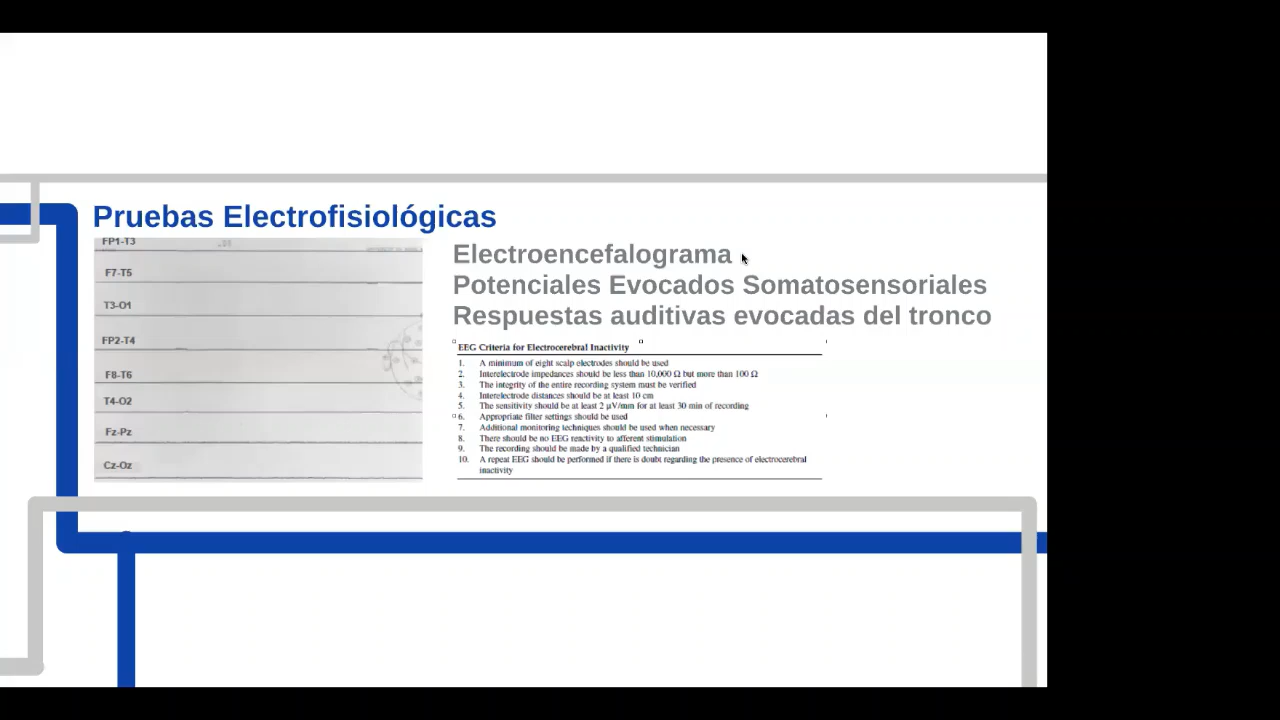 Pruebas Electrofisiológicas
FP1-T3
F7-T5
T3-O1
FP2-T4
F8-T6
T4-O2
Fz-Pz
Cz-Oz
Electroencefalograma
Potenciales Evocados Somatosensoriales
Respuestas auditivas evocadas del tronco
EEG Criteria for Electrocerebral Inactivity
1. A minimum of eight scalp electrodes should be used
2. Interelectrode impedances should be less than 10,000 Ω but more than 100 Ω
3. The integrity of the entire recording system must be verified
4. Interelectrode distances should be at least 10 cm
5. The sensitivity should be at least 2 μV/mm for at least 30 min of recording
6. Appropriate filter settings should be used
7. Additional monitoring techniques should be used when necessary
8. There should be no EEG reactivity to afferent stimulation
9. The recording should be made by a qualified technician
10. A repeat EEG should be performed if there is doubt regarding the presence of electrocerebral
inactivity